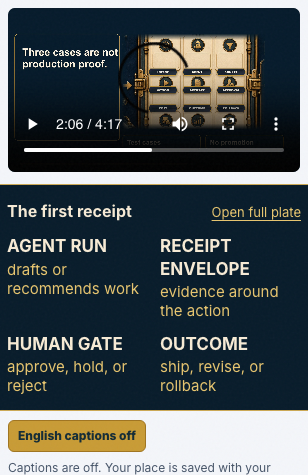 Three cases are not
production proof.
Test cases
No promotion
2:06 / 4:17
The first receipt
Open full plate
AGENT RUN
drafts or
recommends work
RECEIPT
ENVELOPE
evidence around
the action
HUMAN GATE
approve, hold, or
reject
OUTCOME
ship, revise, or
rollback
English captions off
Captions are off. Your place is saved with your